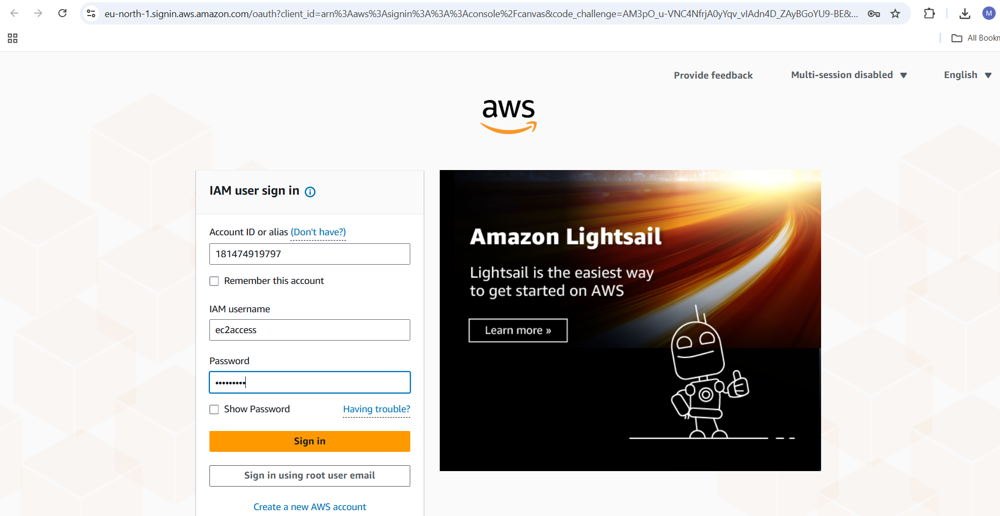 eu-north-1.signin.aws.amazon.com/oauth?client_id=arn%3Aaws%3Asignin%3A%3A%3Aconsole%2Fcanvas&code_challenge=AM3pO_u-VNC4NfrjA0yYqv_vIAdn4D_ZAyBGoYU9-BE&...
M
All Bookm
Provide feedback
Multi-session disabled
English
aws
IAM user sign in
Account ID or alias (Don't have?)
181474919797
Remember this account
IAM username
ec2access
Password
•••••••••
Show Password
Having trouble?
Sign in
Sign in using root user email
Create a new AWS account
Amazon Lightsail
Lightsail is the easiest way
to get started on AWS
Learn more »